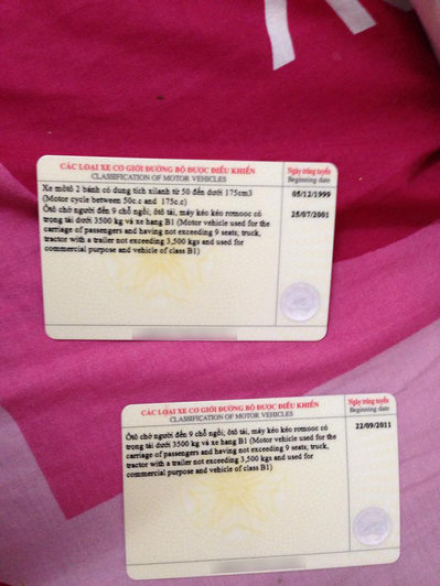 CÁC LOẠI XE CƠ GIỚI ĐƯỜNG BỘ ĐƯỢC ĐIỀU KHIỂN
CLASSIFICATION OF MOTOR VEHICLES
Ngày trúng tuyển
Beginning date
Xe môtô 2 bánh có dung tích xilanh từ 50 đến dưới 175cm3
(Motor cycle between 50c.c and 175c.c)
05/12/1999
Ôtô chở người đến 9 chỗ ngồi, ôtô tải, máy kéo kéo rơmooc có
trọng tải dưới 3500 kg và xe hạng B1 (Motor vehicle used for the
carriage of passengers and having not exceeding 9 seats, truck,
tractor with a trailer not exceeding 3,500 kgs and used for
commercial purpose and vehicle of class B1)
25/07/2001
CÁC LOẠI XE CƠ GIỚI ĐƯỜNG BỘ ĐƯỢC ĐIỀU KHIỂN
CLASSIFICATION OF MOTOR VEHICLES
Ngày trúng tuyển
Beginning date
Ôtô chở người đến 9 chỗ ngồi; ôtô tải, máy kéo kéo rơmooc có
trọng tải dưới 3500 kg và xe hạng B1 (Motor vehicle used for the
carriage of passengers and having not exceeding 9 seats, truck,
tractor with a trailer not exceeding 3,500 kgs and used for
commercial purpose and vehicle of class B1)
22/09/2011